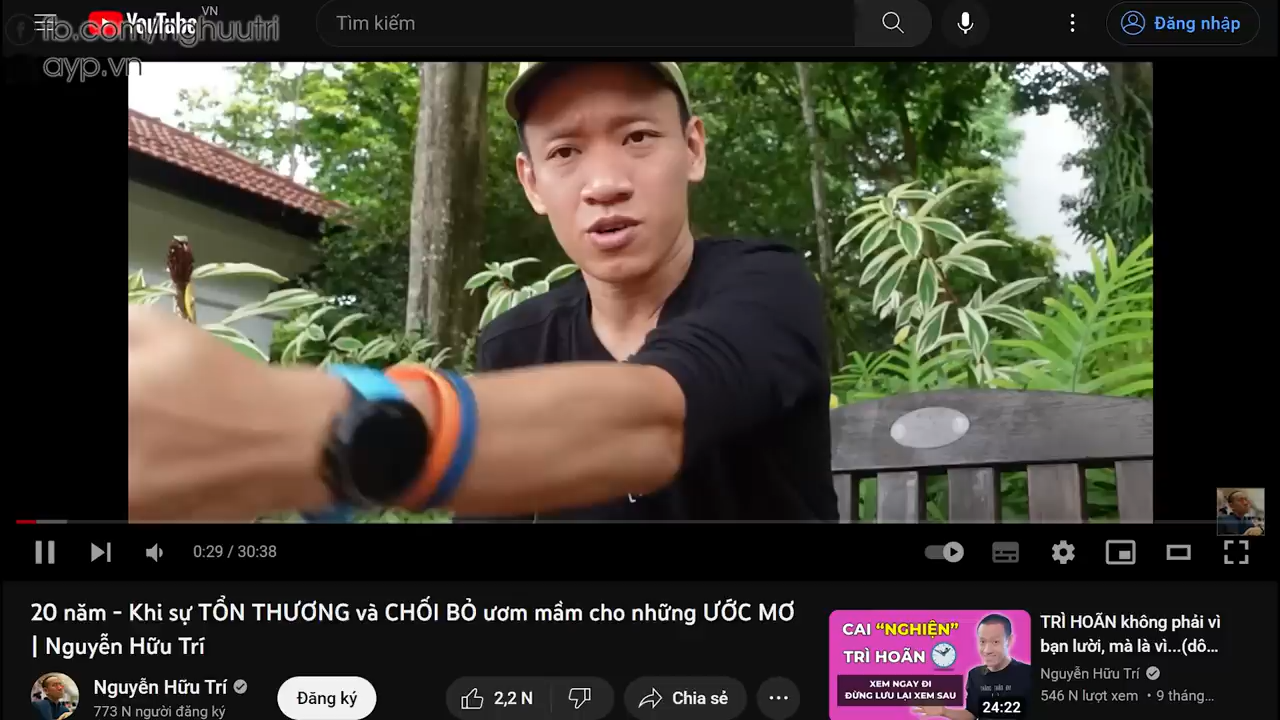 fb.com/nghuutri
YouTube VN
Tìm kiếm
Đăng nhập
ayp.vn
0:29 / 30:38
20 năm - Khi sự TỔN THƯƠNG và CHỐI BỎ ươm mầm cho những ƯỚC MƠ
| Nguyễn Hữu Trí
Nguyễn Hữu Trí
773 N người đăng ký
Đăng ký
2,2 N
Chia sẻ
CAI “NGHIỆN”
TRÌ HOÃN
XEM NGAY ĐI
ĐỪNG LƯU LẠI XEM SAU
24:22
TRÌ HOÃN không phải vì
bạn lười, mà là vì...(dô...
Nguyễn Hữu Trí
546 N lượt xem • 9 tháng...